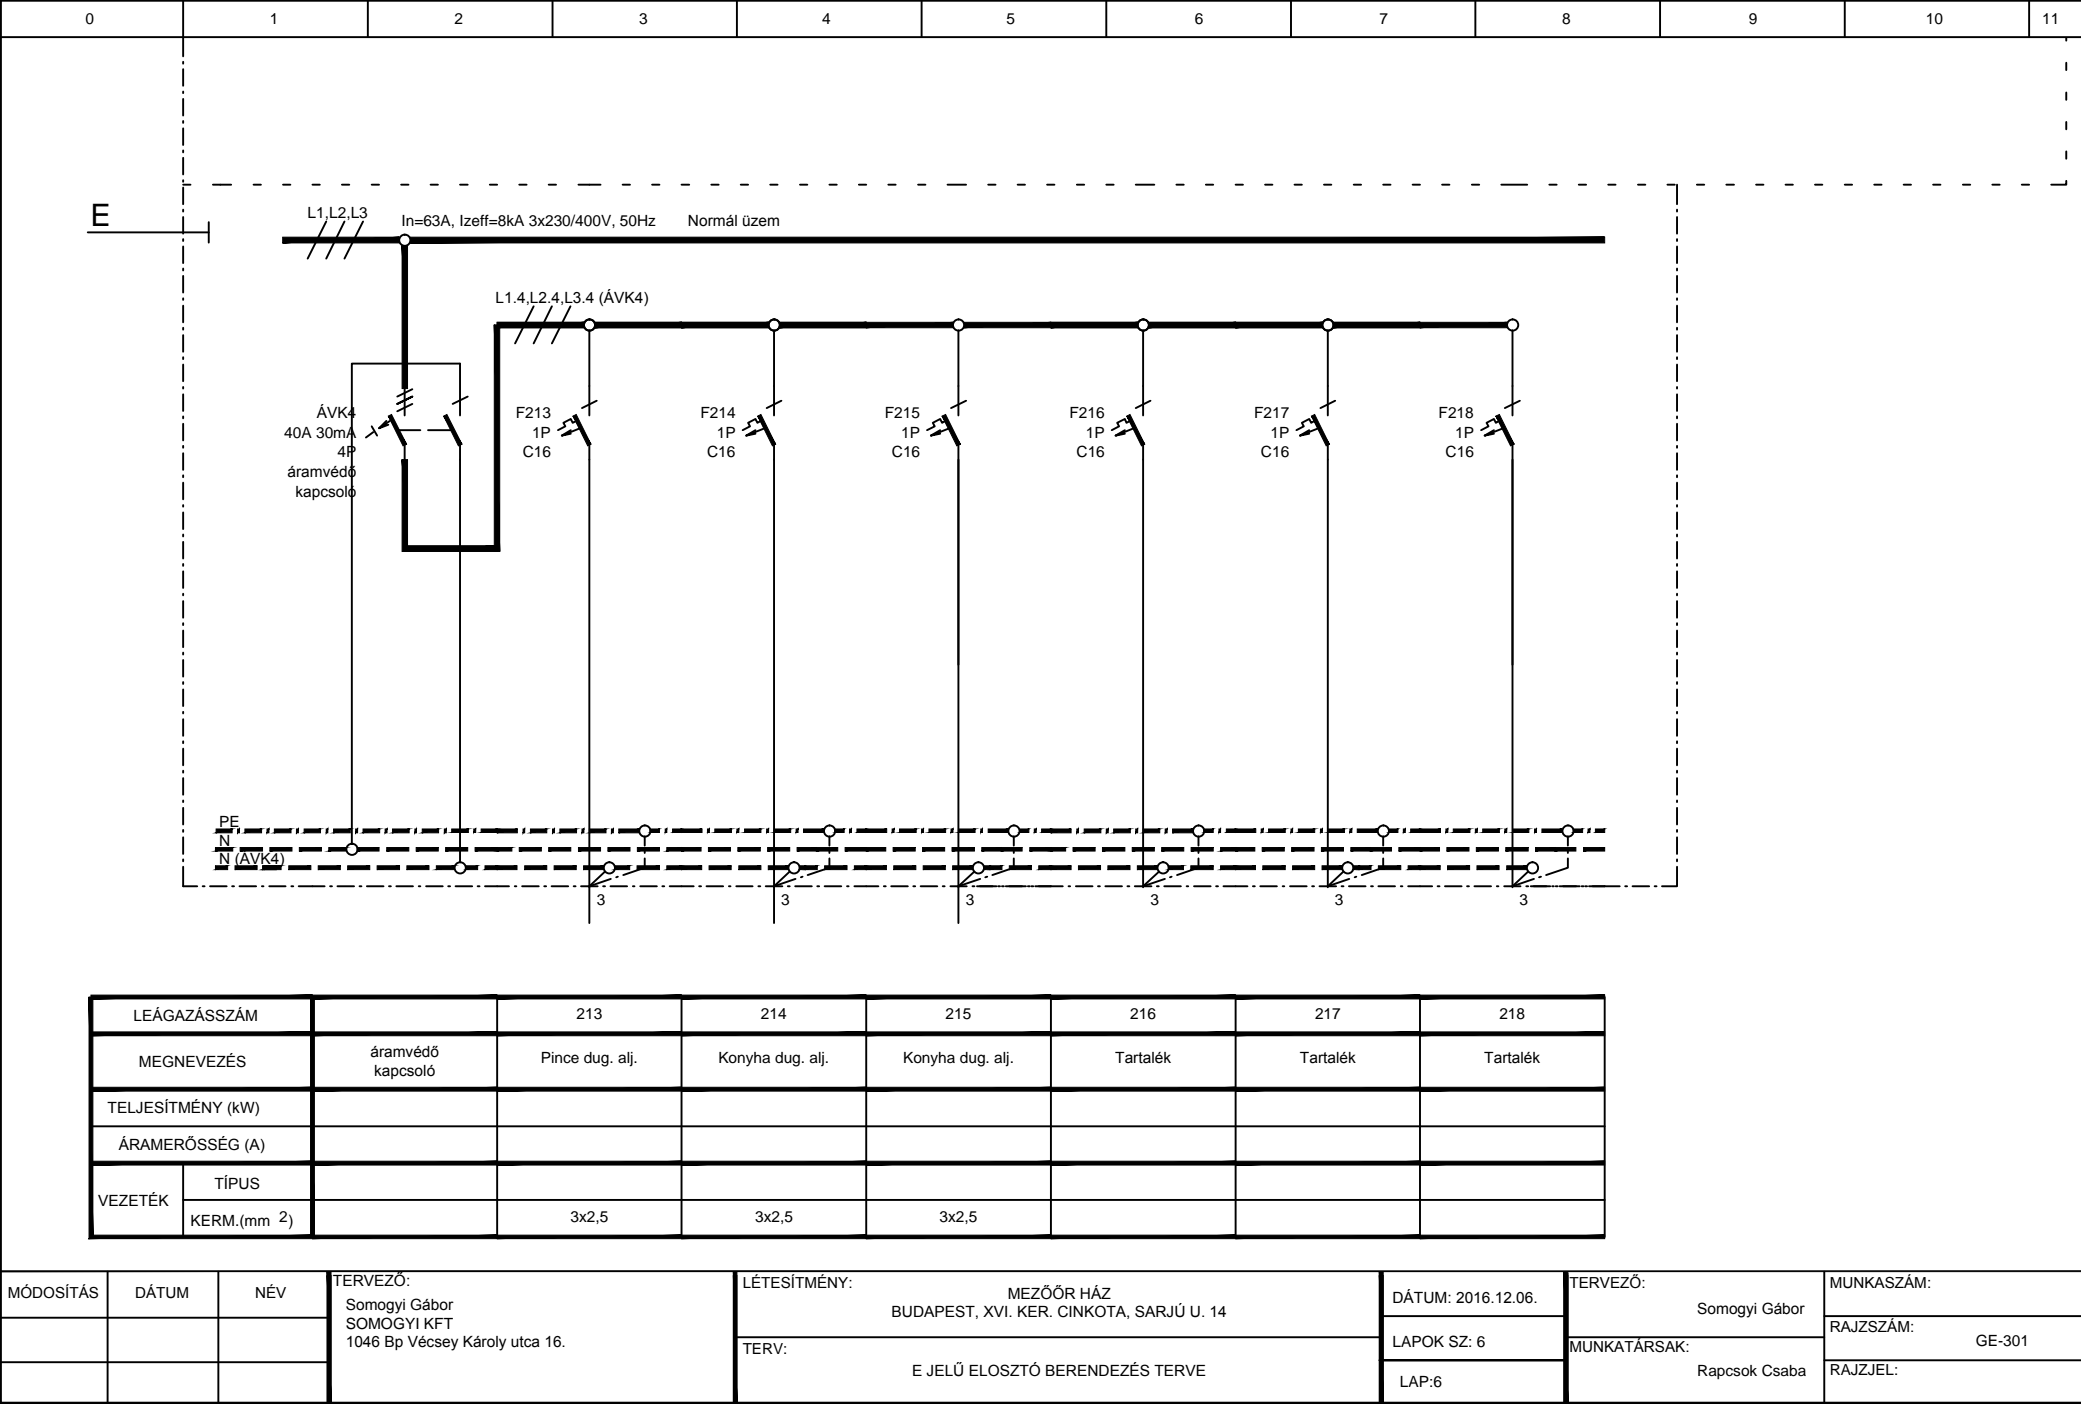 0 1 2 3 4 5 6 7 8 9 10 11
E
L1,L2,L3
In=63A, Izeff=8kA 3x230/400V, 50Hz Normál üzem
L1.4,L2.4,L3.4 (ÁVK4)
ÁVK4
40A 30mA
4P
áramvédő
kapcsoló
F213
1P
C16
F214
1P
C16
F215
1P
C16
F216
1P
C16
F217
1P
C16
F218
1P
C16
PE
N
N (ÁVK4)
3 3 3 3 3 3
LEÁGAZÁSSZÁM 213 214 215 216 217 218
MEGNEVEZÉS
áramvédő
kapcsoló
Pince dug. alj. Konyha dug. alj. Konyha dug. alj. Tartalék Tartalék Tartalék
TELJESÍTMÉNY (kW)
ÁRAMERŐSSÉG (A)
VEZETÉK
TÍPUS
KERM.(mm 2) 3x2,5 3x2,5 3x2,5
MÓDOSÍTÁS DÁTUM NÉV
TERVEZŐ:
Somogyi Gábor
SOMOGYI KFT
1046 Bp Vécsey Károly utca 16.
LÉTESÍTMÉNY:
MEZŐŐR HÁZ
BUDAPEST, XVI. KER. CINKOTA, SARJÚ U. 14
TERV:
E JELŰ ELOSZTÓ BERENDEZÉS TERVE
DÁTUM: 2016.12.06.
LAPOK SZ: 6
LAP:6
TERVEZŐ:
Somogyi Gábor
MUNKATÁRSAK:
Rapcsok Csaba
MUNKASZÁM:
RAJZSZÁM:
GE-301
RAJZJEL: